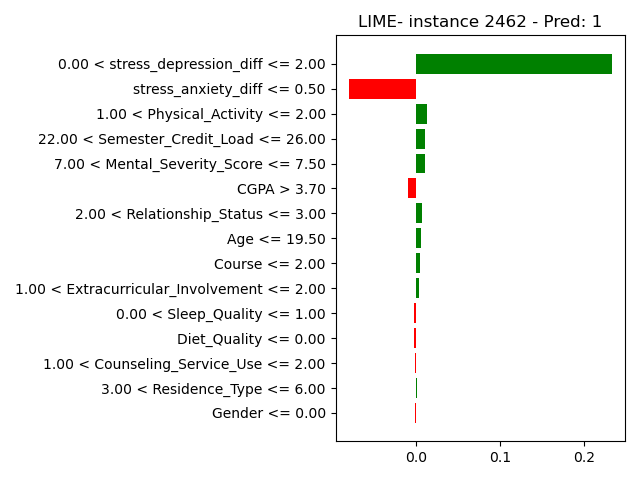 LIME- instance 2462 - Pred: 1
0.00 < stress_depression_diff <= 2.00
stress_anxiety_diff <= 0.50
1.00 < Physical_Activity <= 2.00
22.00 < Semester_Credit_Load <= 26.00
7.00 < Mental_Severity_Score <= 7.50
CGPA > 3.70
2.00 < Relationship_Status <= 3.00
Age <= 19.50
Course <= 2.00
1.00 < Extracurricular_Involvement <= 2.00
0.00 < Sleep_Quality <= 1.00
Diet_Quality <= 0.00
1.00 < Counseling_Service_Use <= 2.00
3.00 < Residence_Type <= 6.00
Gender <= 0.00
0.0 0.1 0.2